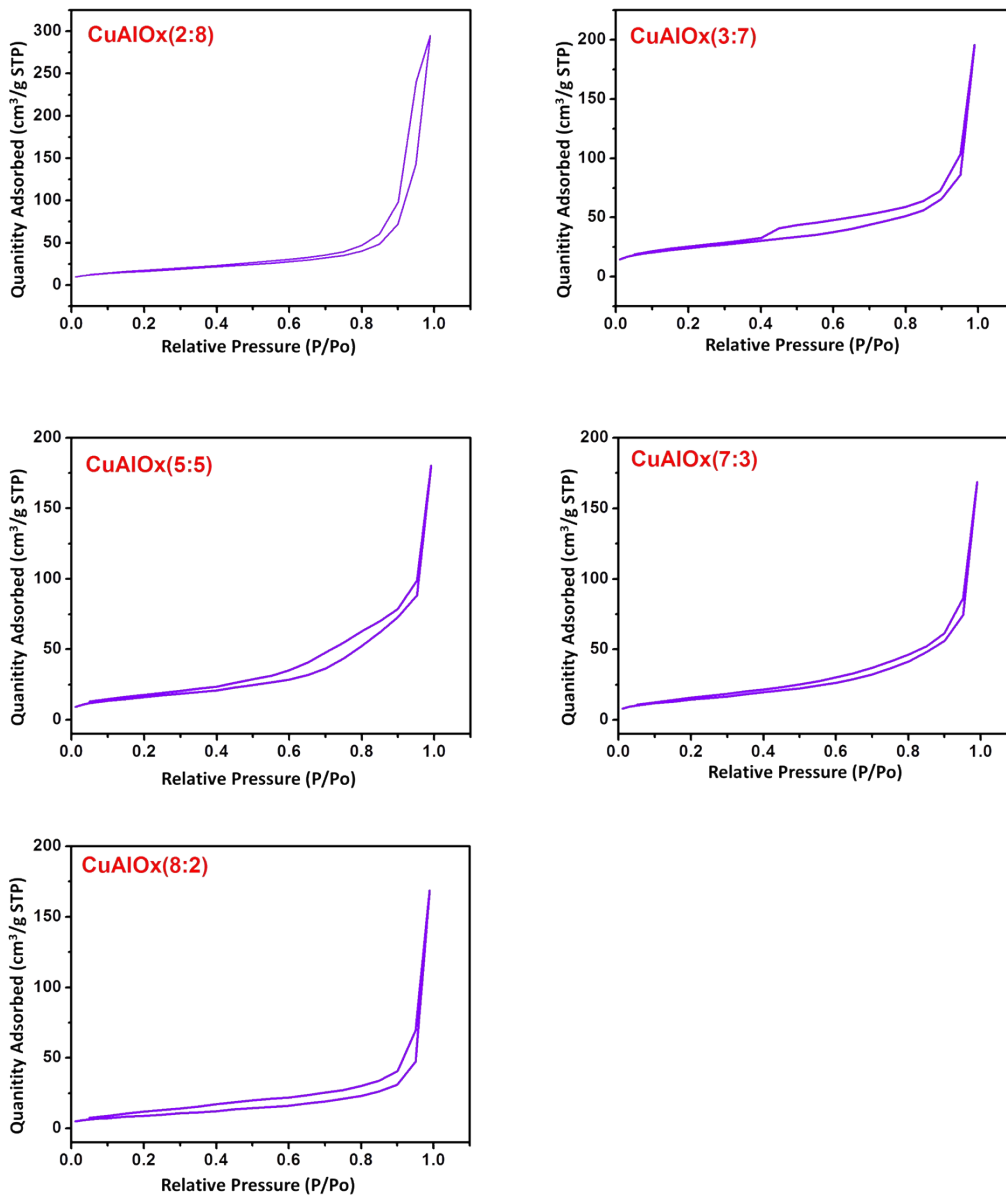 CuAlOx(2:8)
Quanitity Adsorbed (cm³/g STP)
300
250
200
150
100
50
0
0.0 0.2 0.4 0.6 0.8 1.0
Relative Pressure (P/Po)
CuAlOx(3:7)
Quanitity Adsorbed (cm³/g STP)
200
150
100
50
0
0.0 0.2 0.4 0.6 0.8 1.0
Relative Pressure (P/Po)
CuAlOx(5:5)
Quanitity Adsorbed (cm³/g STP)
200
150
100
50
0
0.0 0.2 0.4 0.6 0.8 1.0
Relative Pressure (P/Po)
CuAlOx(7:3)
Quanitity Adsorbed (cm³/g STP)
200
150
100
50
0
0.0 0.2 0.4 0.6 0.8 1.0
Relative Pressure (P/Po)
CuAlOx(8:2)
Quanitity Adsorbed (cm³/g STP)
200
150
100
50
0
0.0 0.2 0.4 0.6 0.8 1.0
Relative Pressure (P/Po)